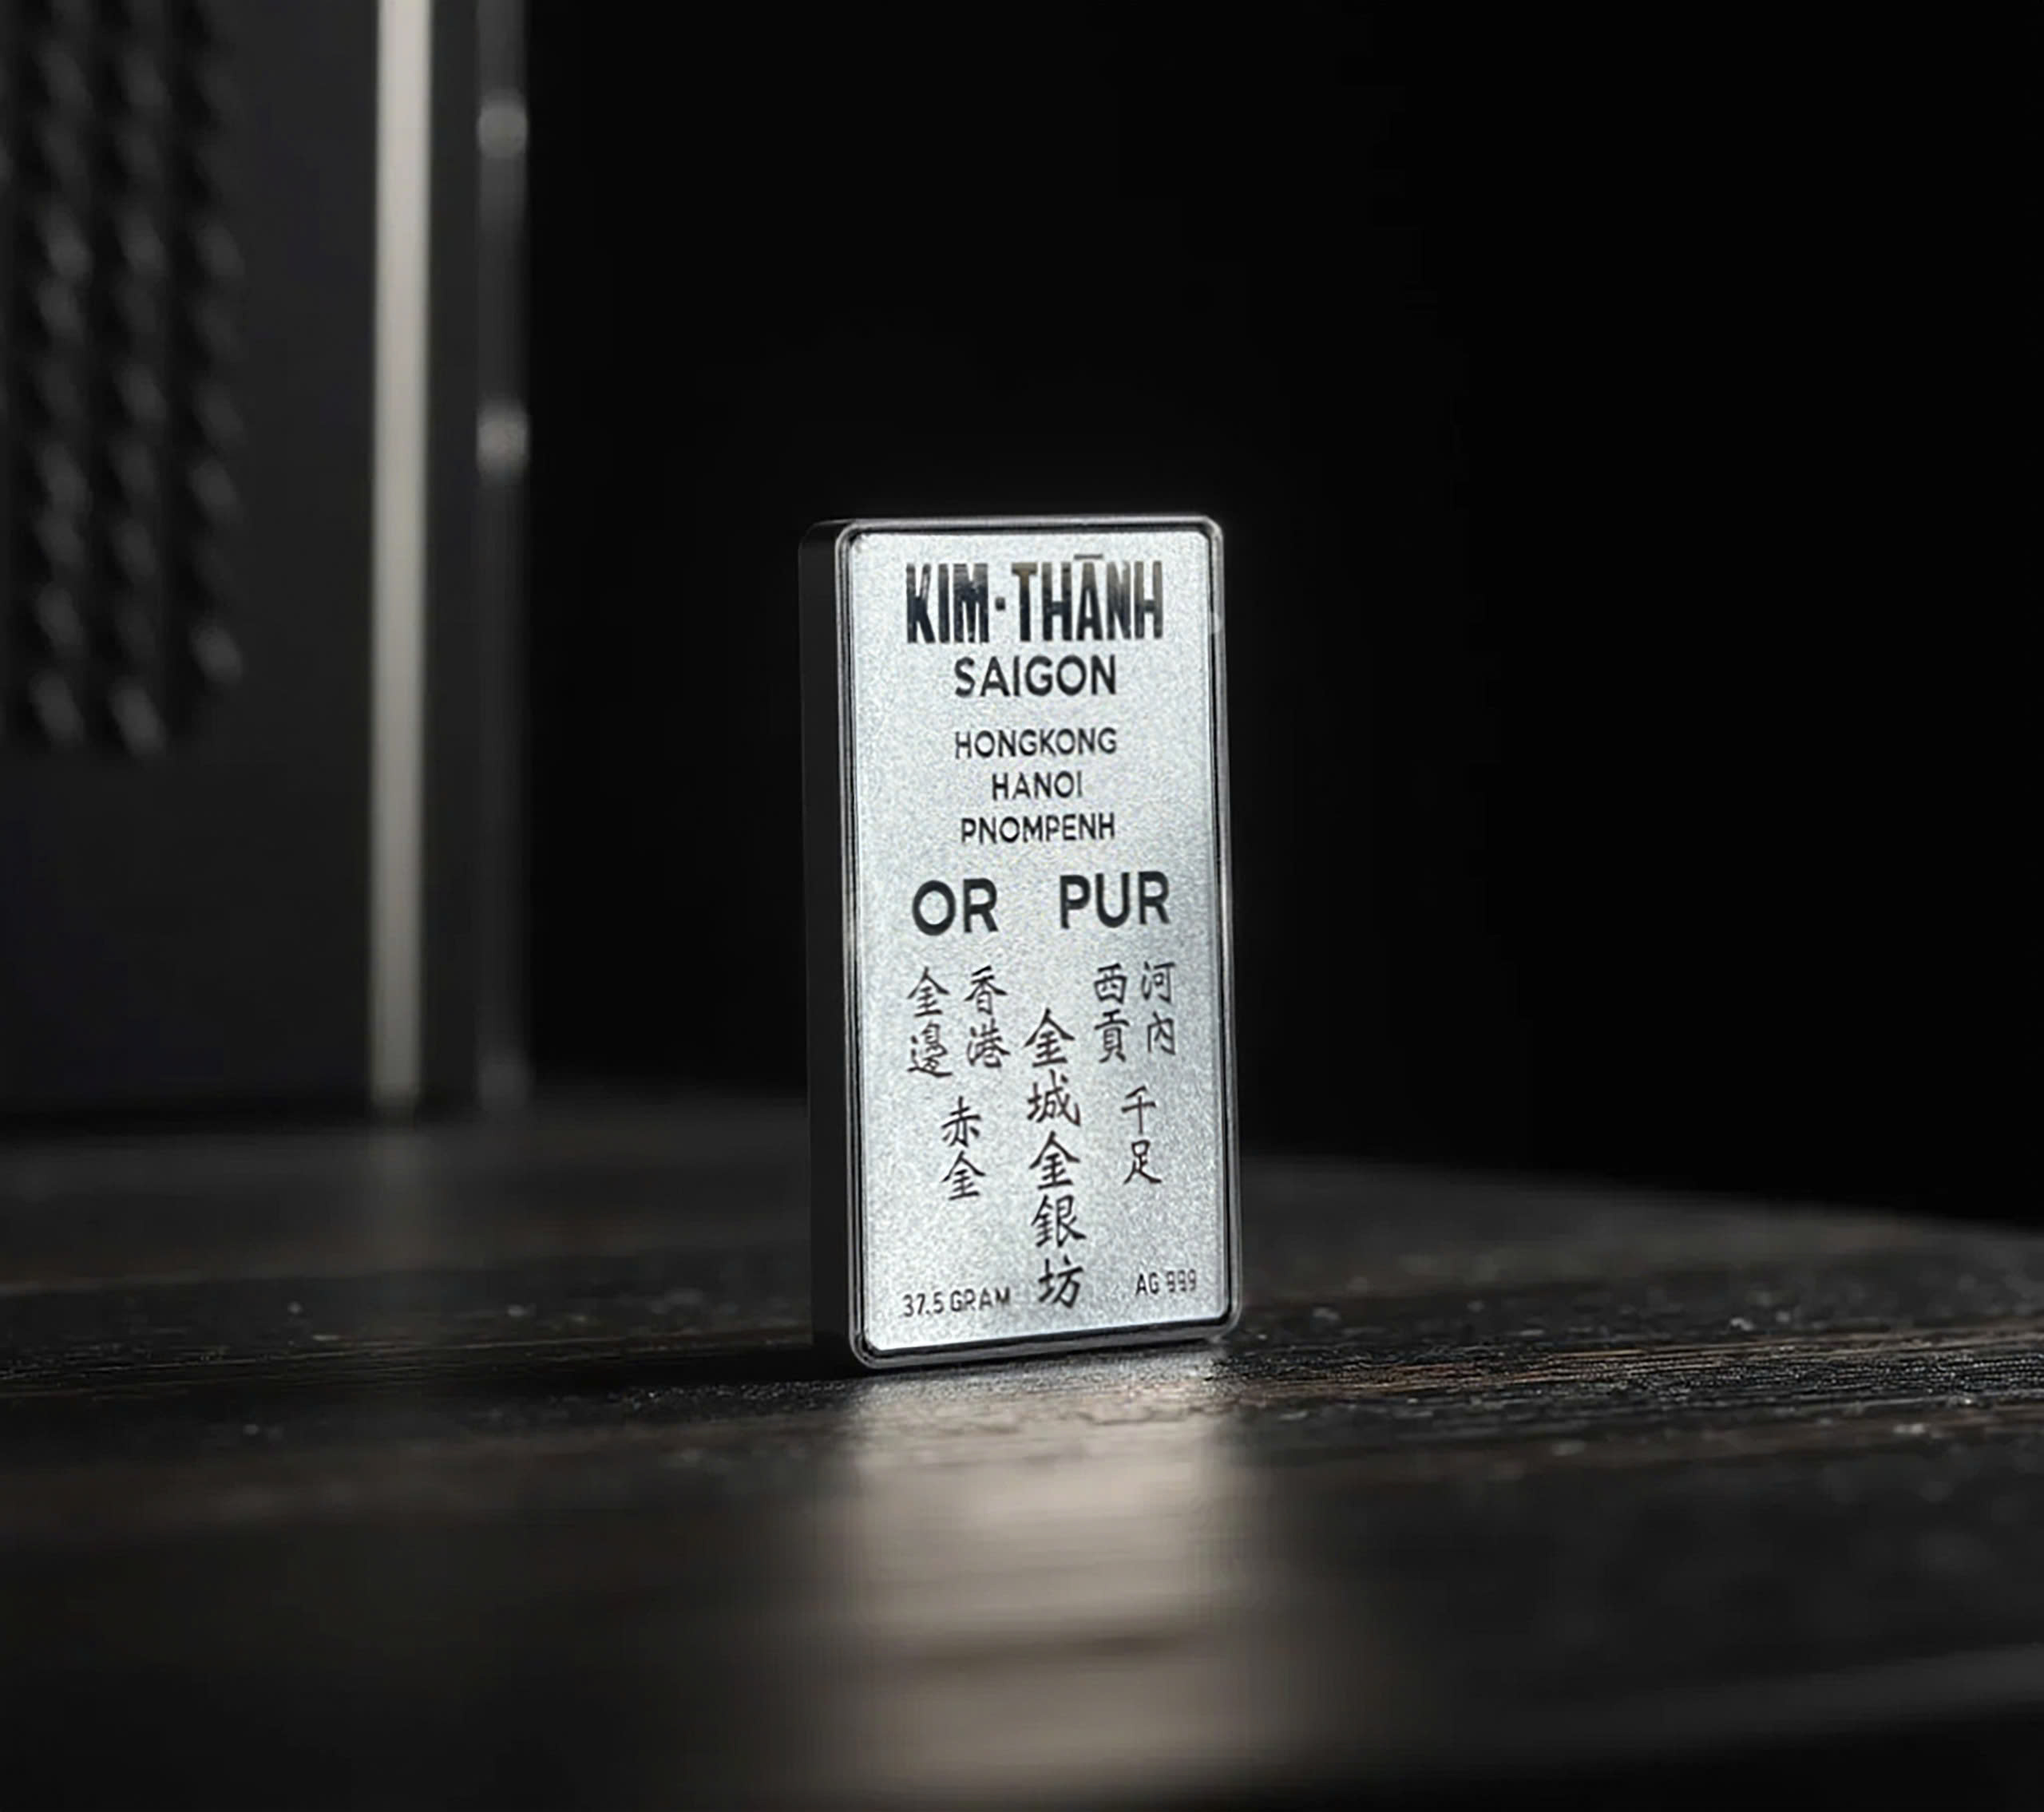 KIM·THÀNH
SAIGON
HONGKONG
HANOI
PNOMPENH
OR PUR
河內
西貢
千足
金城金銀坊
香港
金邊
赤金
37.5 GRAM
AG 999